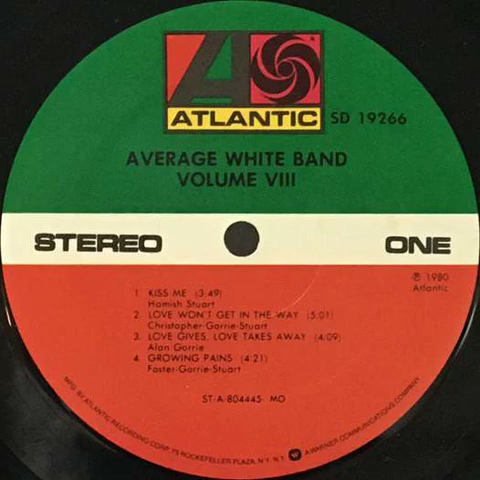 ATLANTIC
SD 19266
AVERAGE WHITE BAND
VOLUME VIII
STEREO
ONE
℗ 1980
Atlantic
1. KISS ME (3:49)
Hamish Stuart
2. LOVE WON'T GET IN THE WAY (5:01)
Christopher-Gorrie-Stuart
3. LOVE GIVES, LOVE TAKES AWAY (4:09)
Alan Gorrie
4. GROWING PAINS (4:21)
Foster-Gorrie-Stuart
ST-A-804445- MO
MFG. BY ATLANTIC RECORDING CORP. 75 ROCKEFELLER PLAZA, N.Y. N.Y. A WARNER COMMUNICATIONS COMPANY